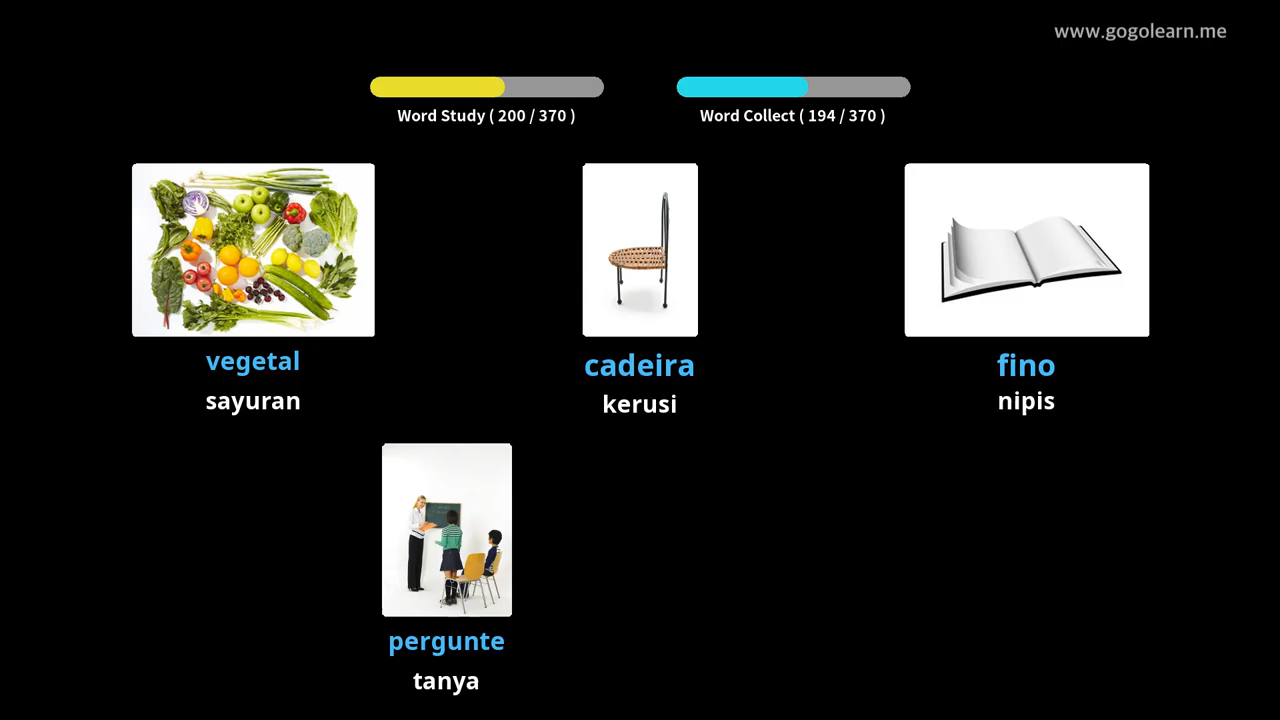 www.gogolearn.me
Word Study ( 200 / 370 )
Word Collect ( 194 / 370 )
vegetal
sayuran
cadeira
kerusi
fino
nipis
pergunte
tanya